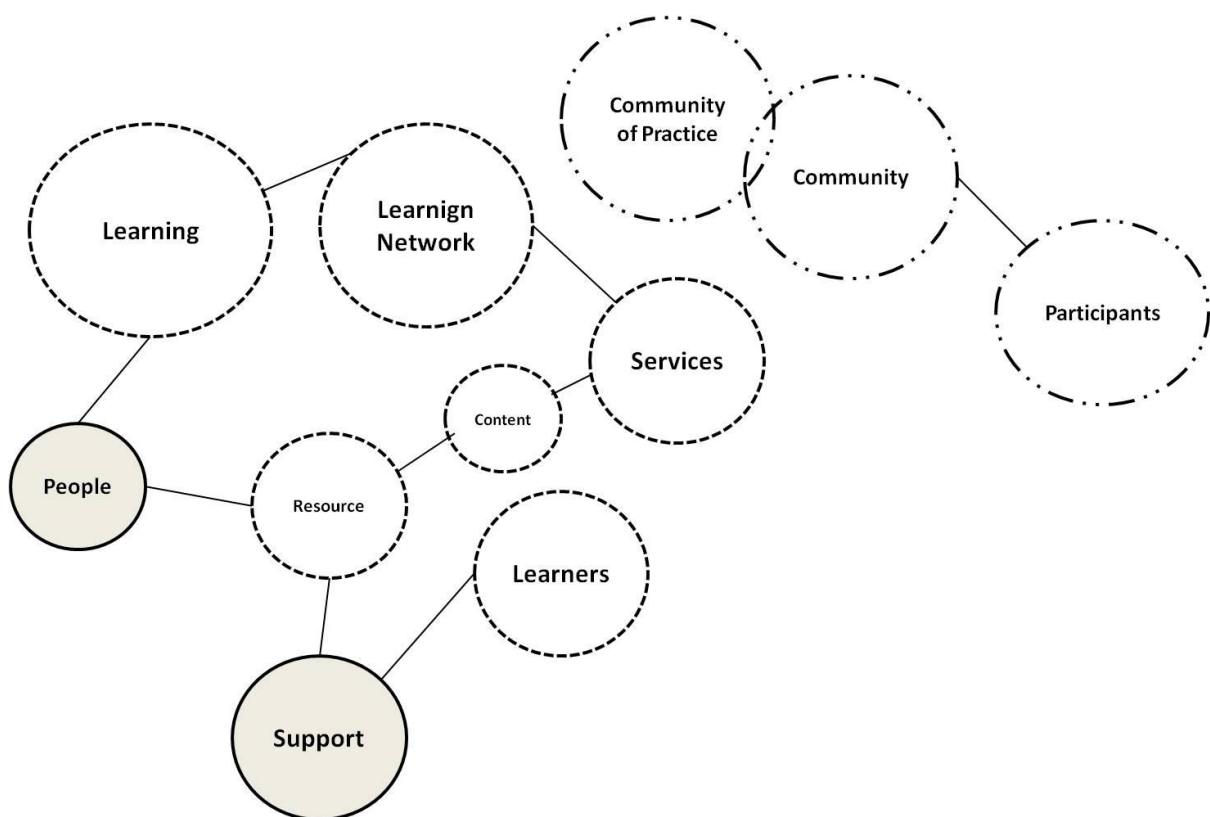 Community
of Practice
Community
Learning
Learnign
Network
Participants
Services
Content
People
Resource
Learners
Support